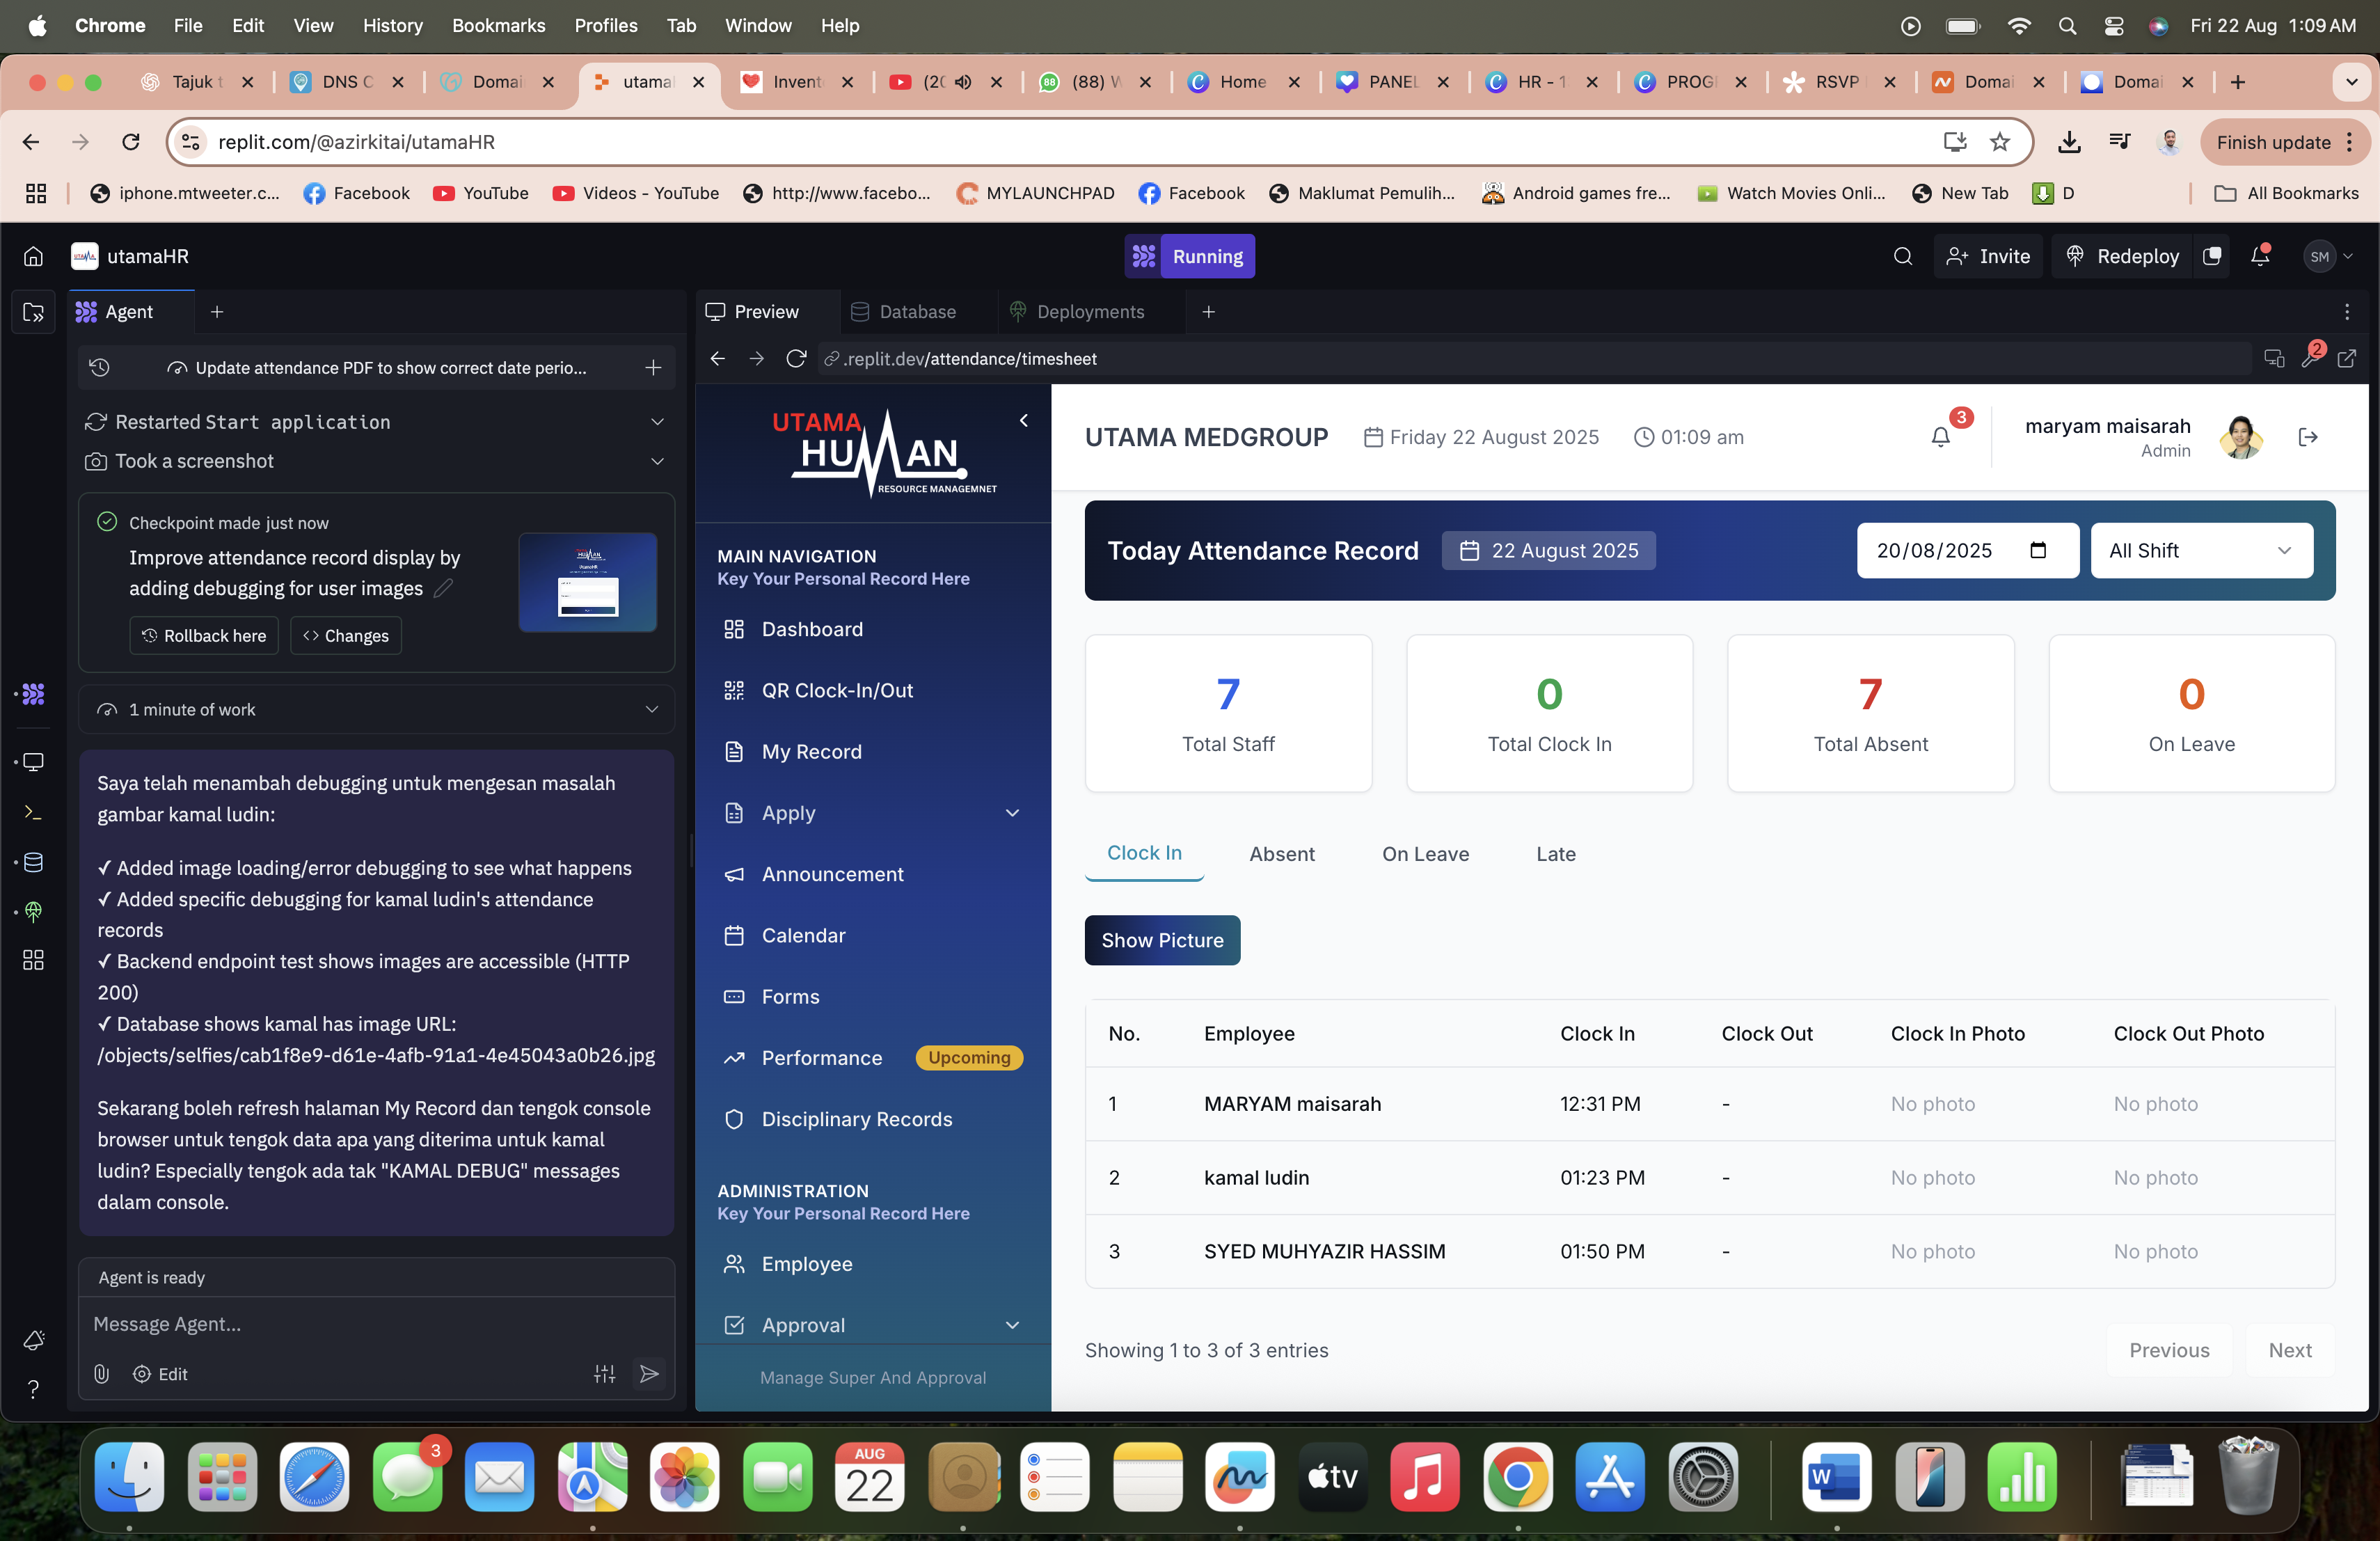 Chrome File Edit View History Bookmarks Profiles Tab Window Help Fri 22 Aug 1:09 AM
Tajuk t DNS C Domai utamaH Invent (20 (88) W Home PANEL HR - 1 PROG RSVP Domai Domai
replit.com/@azirkitai/utamaHR Finish update
iphone.mtweeter.c... Facebook YouTube Videos - YouTube http://www.facebo... MYLAUNCHPAD Facebook Maklumat Pemulih... Android games fre... Watch Movies Onli... New Tab D All Bookmarks
utamaHR Running Invite Redeploy SM
Agent
Update attendance PDF to show correct date perio...
Restarted Start application
Took a screenshot
Checkpoint made just now
Improve attendance record display by
adding debugging for user images
Rollback here Changes
1 minute of work
Saya telah menambah debugging untuk mengesan masalah
gambar kamal ludin:
✓ Added image loading/error debugging to see what happens
✓ Added specific debugging for kamal ludin's attendance
records
✓ Backend endpoint test shows images are accessible (HTTP
200)
✓ Database shows kamal has image URL:
/objects/selfies/cab1f8e9-d61e-4afb-91a1-4e45043a0b26.jpg
Sekarang boleh refresh halaman My Record dan tengok console
browser untuk tengok data apa yang diterima untuk kamal
ludin? Especially tengok ada tak "KAMAL DEBUG" messages
dalam console.
Agent is ready
Message Agent...
Edit
Preview Database Deployments
.replit.dev/attendance/timesheet 2
UTAMA
HUMAN
RESOURCE MANAGEMNET
MAIN NAVIGATION
Key Your Personal Record Here
Dashboard
QR Clock-In/Out
My Record
Apply
Announcement
Calendar
Forms
Performance Upcoming
Disciplinary Records
ADMINISTRATION
Key Your Personal Record Here
Employee
Approval
Manage Super And Approval
UTAMA MEDGROUP Friday 22 August 2025 01:09 am 3 maryam maisarah
Admin
Today Attendance Record 22 August 2025 20/08/2025 All Shift
7 0 7 0
Total Staff Total Clock In Total Absent On Leave
Clock In Absent On Leave Late
Show Picture
No. Employee Clock In Clock Out Clock In Photo Clock Out Photo
1 MARYAM maisarah 12:31 PM - No photo No photo
2 kamal ludin 01:23 PM - No photo No photo
3 SYED MUHYAZIR HASSIM 01:50 PM - No photo No photo
Showing 1 to 3 of 3 entries Previous Next
3 AUG
22 tv W